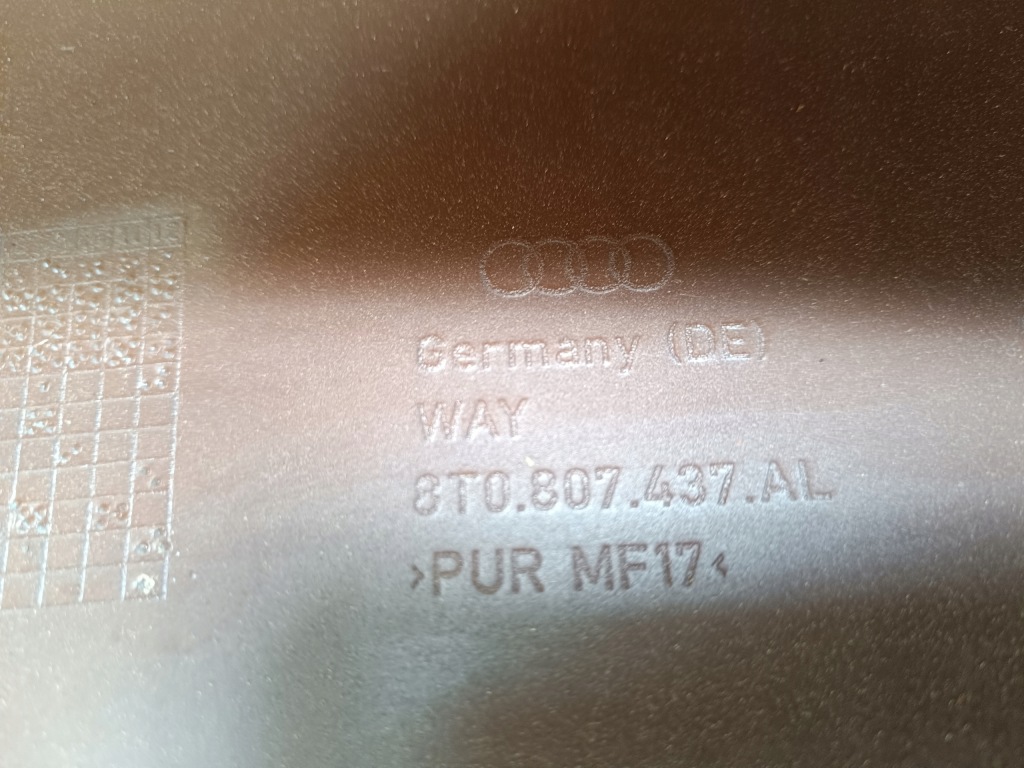 Germany (DE)
WAY
8T0.807.437.AL
>PUR MF17<